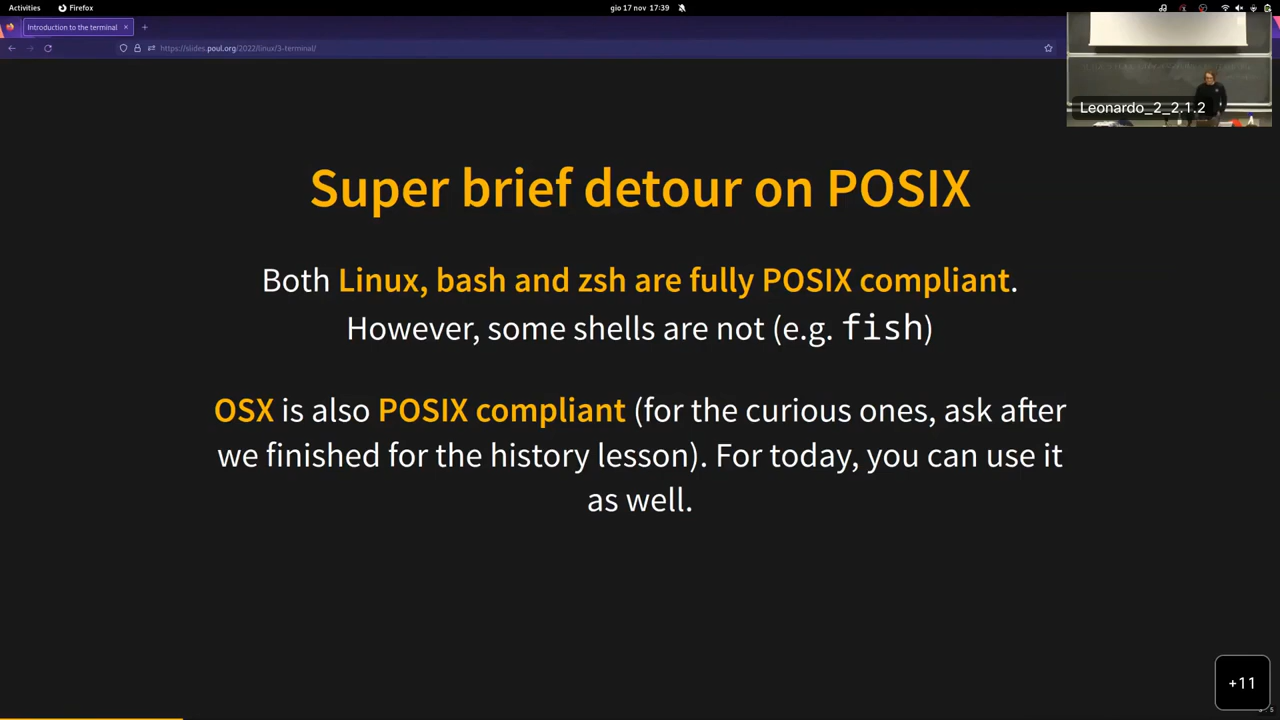 Activities Firefox gio 17 nov 17:39
Introduction to the terminal
https://slides.poul.org/2022/linux/3-terminal/
Leonardo_2_2.1.2
Super brief detour on POSIX
Both Linux, bash and zsh are fully POSIX compliant.
However, some shells are not (e.g. fish)
OSX is also POSIX compliant (for the curious ones, ask after
we finished for the history lesson). For today, you can use it
as well.
+11